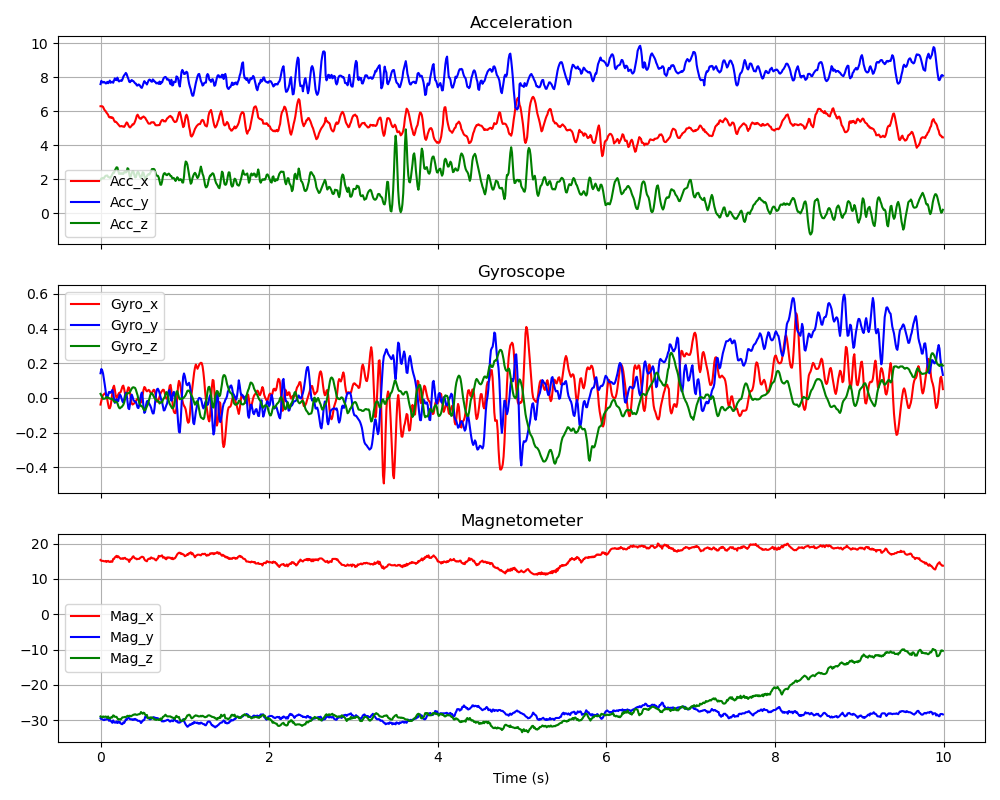 Acceleration
10
8
6
4
2
0
Acc_x
Acc_y
Acc_z
Gyroscope
0.6
0.4
0.2
0.0
−0.2
−0.4
Gyro_x
Gyro_y
Gyro_z
Magnetometer
20
10
0
−10
−20
−30
Mag_x
Mag_y
Mag_z
0 2 4 6 8 10
Time (s)